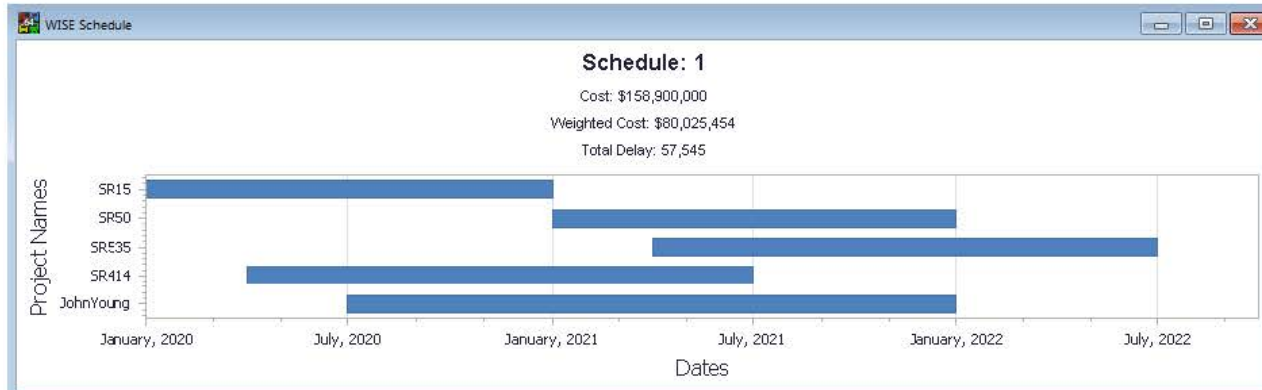 WISE Schedule
Schedule: 1
Cost: $158,900,000
Weighted Cost: $80,025,454
Total Delay: 57,545
Project Names
SR15
SR50
SR535
SR414
JohnYoung
January, 2020 July, 2020 January, 2021 July, 2021 January, 2022 July, 2022
Dates